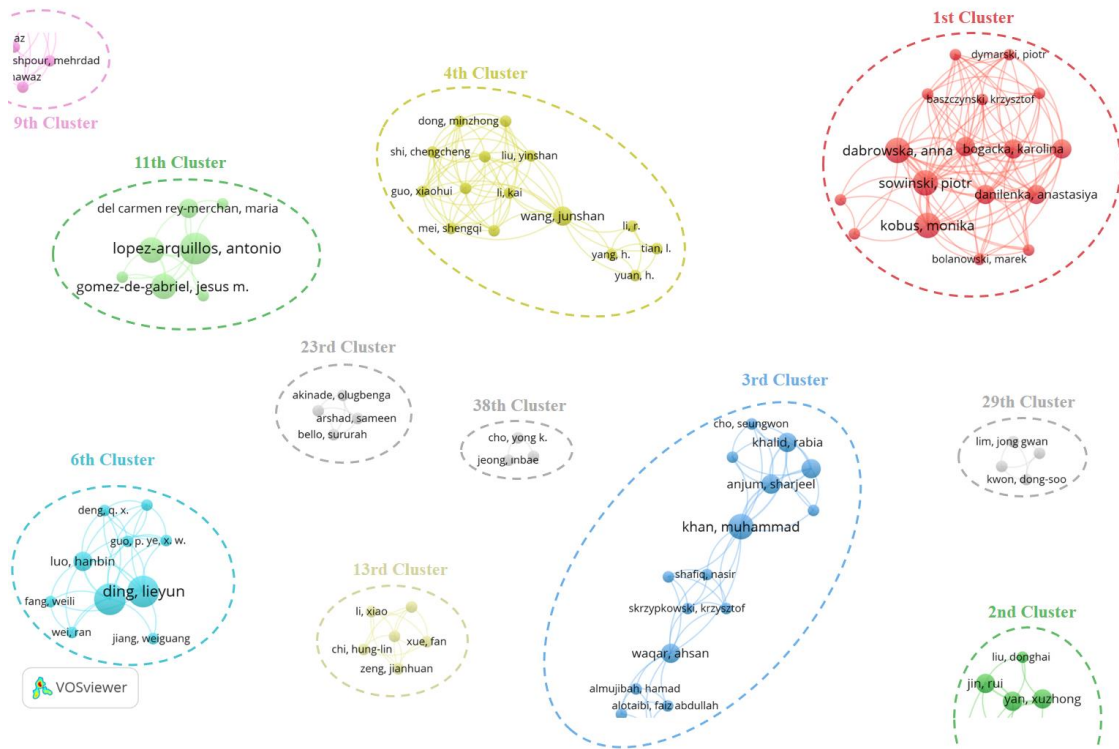 az
shpour, mehrdad
nawaz
9th Cluster
4th Cluster
dong, minzhong
shi, chengcheng
liu, yinshan
guo, xiaohui
li, kai
mei, shengqi
wang, junshan
li, r.
yang, h.
tian, l.
yuan, h.
1st Cluster
dymarski, piotr
baszczynski, krzysztof
dabrowska, anna
bogacka, karolina
sowinski, piotr
danilenka, anastasiya
kobus, monika
bolanowski, marek
11th Cluster
del carmen rey-merchan, maria
lopez-arquillos, antonio
gomez-de-gabriel, jesus m.
23rd Cluster
akinade, olugbenga
arshad, sameen
bello, sururah
38th Cluster
cho, yong k.
jeong, inbae
3rd Cluster
cho, seungwon
khalid, rabia
anjum, sharjeel
khan, muhammad
shafiq, nasir
skrzypkowski, krzysztof
waqar, ahsan
almujibah, hamad
alotaibi, faiz abdullah
29th Cluster
lim, jong gwan
kwon, dong-soo
6th Cluster
deng, q. x.
guo, p. ye, x. w.
luo, hanbin
ding, lieyun
fang, weili
wei, ran
jiang, weiguang
13rd Cluster
li, xiao
xue, fan
chi, hung-lin
zeng, jianhuan
2nd Cluster
liu, donghai
jin, rui
yan, xuzhong
VOSviewer